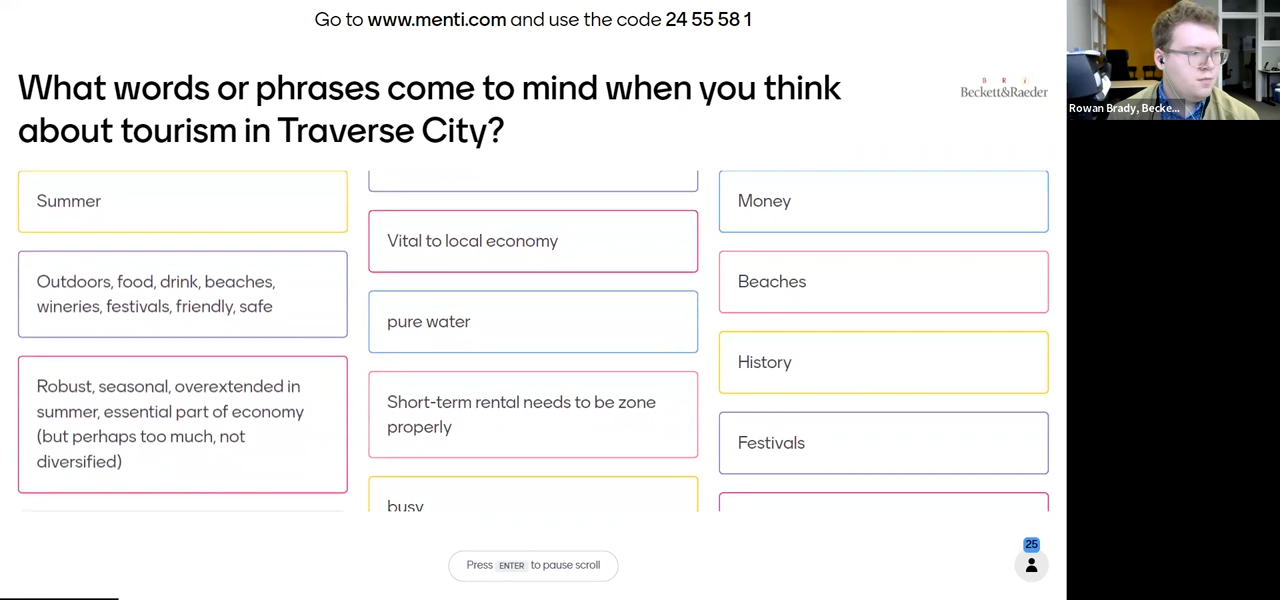 Go to www.menti.com and use the code 24 55 58 1
What words or phrases come to mind when you think
about tourism in Traverse City?
B R i
Beckett&Raeder
Rowan Brady, Becke...
Summer
Outdoors, food, drink, beaches,
wineries, festivals, friendly, safe
Robust, seasonal, overextended in
summer, essential part of economy
(but perhaps too much, not
diversified)
Vital to local economy
pure water
Short-term rental needs to be zone
properly
busy
Money
Beaches
History
Festivals
Press ENTER to pause scroll
25